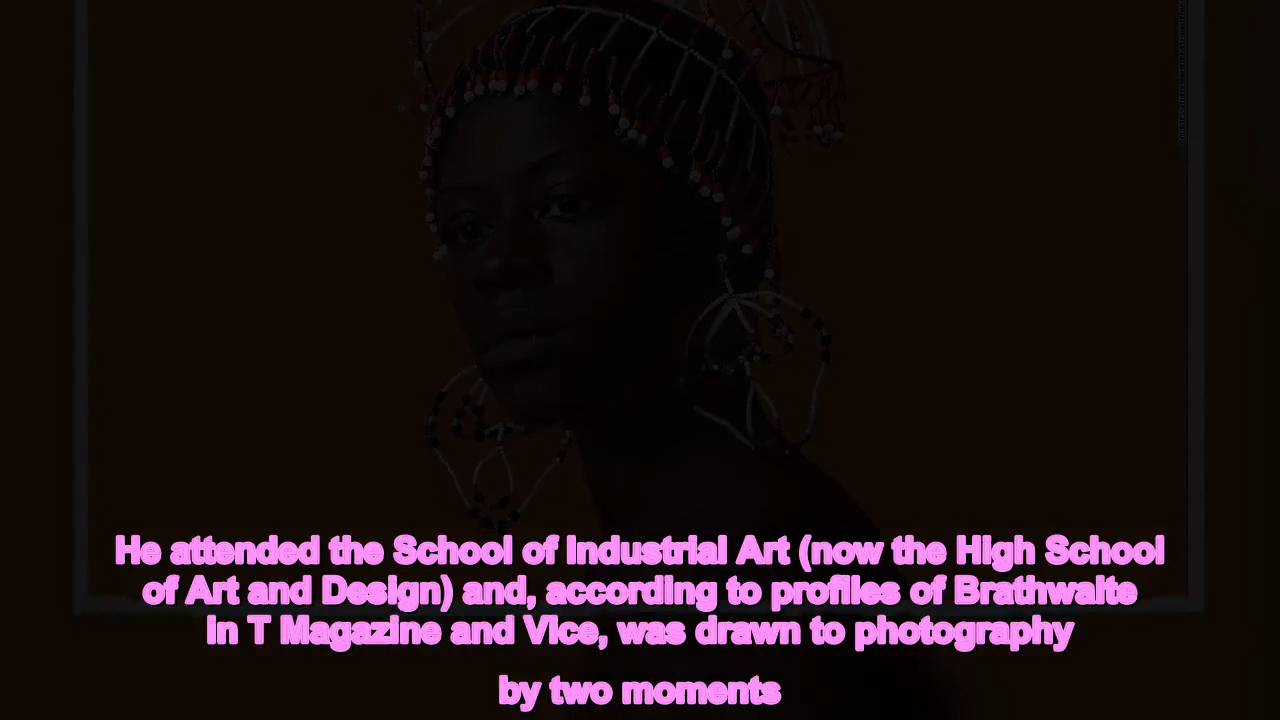 He attended the School of Industrial Art (now the High School
of Art and Design) and, according to profiles of Brathwaite
in T Magazine and Vice, was drawn to photography
by two moments